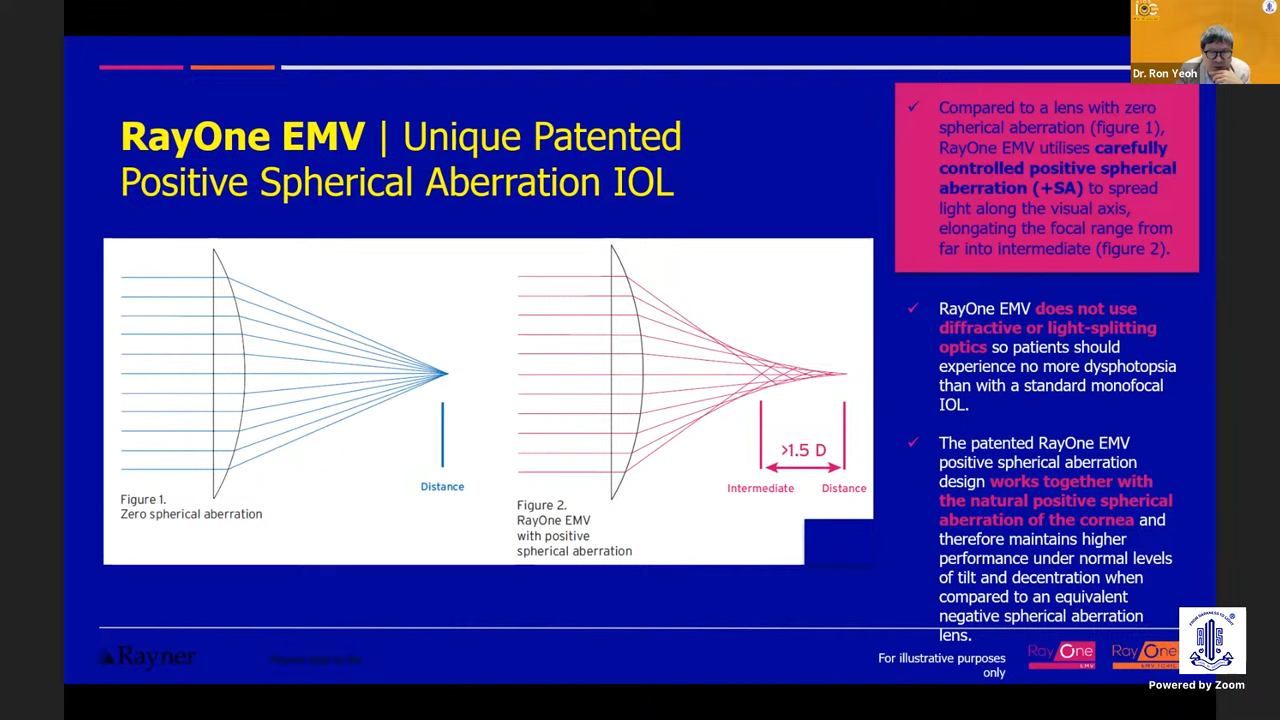 Dr. Ron Yeoh
RayOne EMV | Unique Patented
Positive Spherical Aberration IOL
Distance
Figure 1.
Zero spherical aberration
>1.5 D
Intermediate
Distance
Figure 2.
RayOne EMV
with positive
spherical aberration
✓ Compared to a lens with zero
spherical aberration (figure 1),
RayOne EMV utilises carefully
controlled positive spherical
aberration (+SA) to spread
light along the visual axis,
elongating the focal range from
far into intermediate (figure 2).
✓ RayOne EMV does not use
diffractive or light-splitting
optics so patients should
experience no more dysphotopsia
than with a standard monofocal
IOL.
✓ The patented RayOne EMV
positive spherical aberration
design works together with
the natural positive spherical
aberration of the cornea and
therefore maintains higher
performance under normal levels
of tilt and decentration when
compared to an equivalent
negative spherical aberration
lens.
Rayner
For illustrative purposes
only
RayOne
EMV
RayOne
EMV TORIC
Powered by Zoom